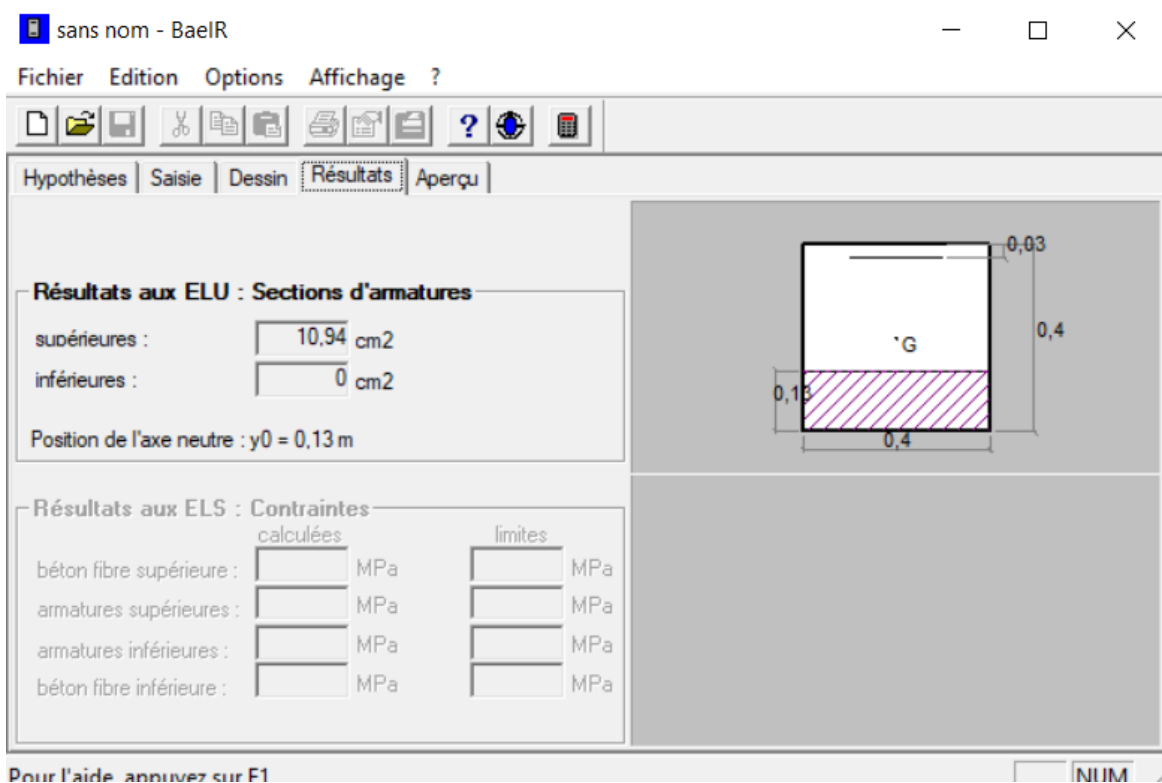 sans nom - BaelR
Fichier Edition Options Affichage ?
Hypothèses Saisie Dessin Résultats Aperçu
Résultats aux ELU : Sections d'armatures
supérieures : 10,94 cm2
inférieures : 0 cm2
Position de l'axe neutre : y0 = 0,13 m
0,03
0,4
G
0,13
0,4
Résultats aux ELS : Contraintes
calculées limites
béton fibre supérieure : MPa MPa
armatures supérieures : MPa MPa
armatures inférieures : MPa MPa
béton fibre inférieure : MPa MPa
Pour l'aide, appuyez sur F1 NUM